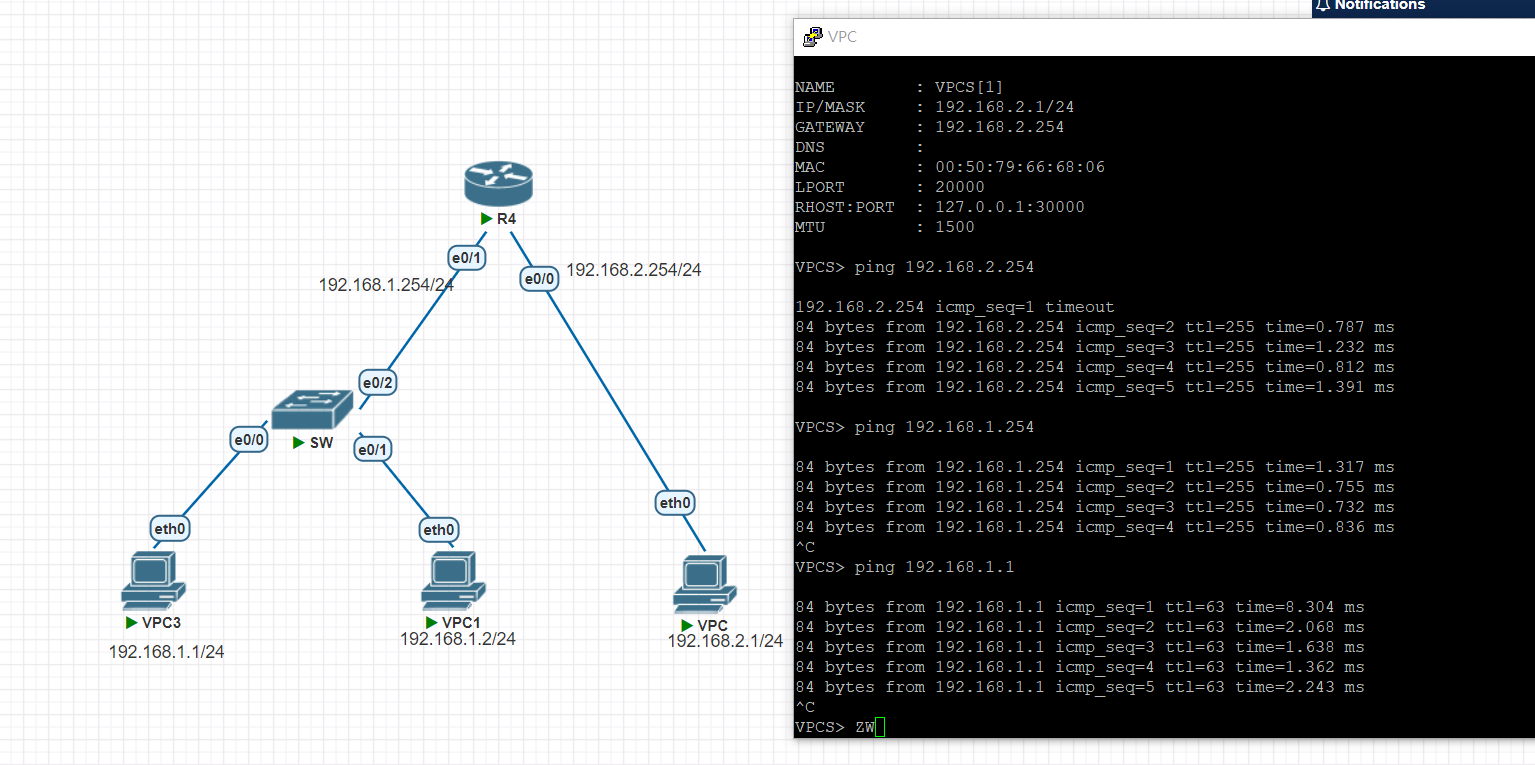 Notifications
VPC
NAME : VPCS[1]
IP/MASK : 192.168.2.1/24
GATEWAY : 192.168.2.254
DNS :
MAC : 00:50:79:66:68:06
LPORT : 20000
RHOST:PORT : 127.0.0.1:30000
MTU : 1500
VPCS> ping 192.168.2.254
192.168.2.254 icmp_seq=1 timeout
84 bytes from 192.168.2.254 icmp_seq=2 ttl=255 time=0.787 ms
84 bytes from 192.168.2.254 icmp_seq=3 ttl=255 time=1.232 ms
84 bytes from 192.168.2.254 icmp_seq=4 ttl=255 time=0.812 ms
84 bytes from 192.168.2.254 icmp_seq=5 ttl=255 time=1.391 ms
VPCS> ping 192.168.1.254
84 bytes from 192.168.1.254 icmp_seq=1 ttl=255 time=1.317 ms
84 bytes from 192.168.1.254 icmp_seq=2 ttl=255 time=0.755 ms
84 bytes from 192.168.1.254 icmp_seq=3 ttl=255 time=0.732 ms
84 bytes from 192.168.1.254 icmp_seq=4 ttl=255 time=0.836 ms
^C
VPCS> ping 192.168.1.1
84 bytes from 192.168.1.1 icmp_seq=1 ttl=63 time=8.304 ms
84 bytes from 192.168.1.1 icmp_seq=2 ttl=63 time=2.068 ms
84 bytes from 192.168.1.1 icmp_seq=3 ttl=63 time=1.638 ms
84 bytes from 192.168.1.1 icmp_seq=4 ttl=63 time=1.362 ms
84 bytes from 192.168.1.1 icmp_seq=5 ttl=63 time=2.243 ms
^C
VPCS> ZW
R4
e0/1
192.168.1.254/24
e0/0
192.168.2.254/24
e0/2
SW
e0/0
e0/1
eth0
eth0
eth0
VPC3
192.168.1.1/24
VPC1
192.168.1.2/24
VPC
192.168.2.1/24